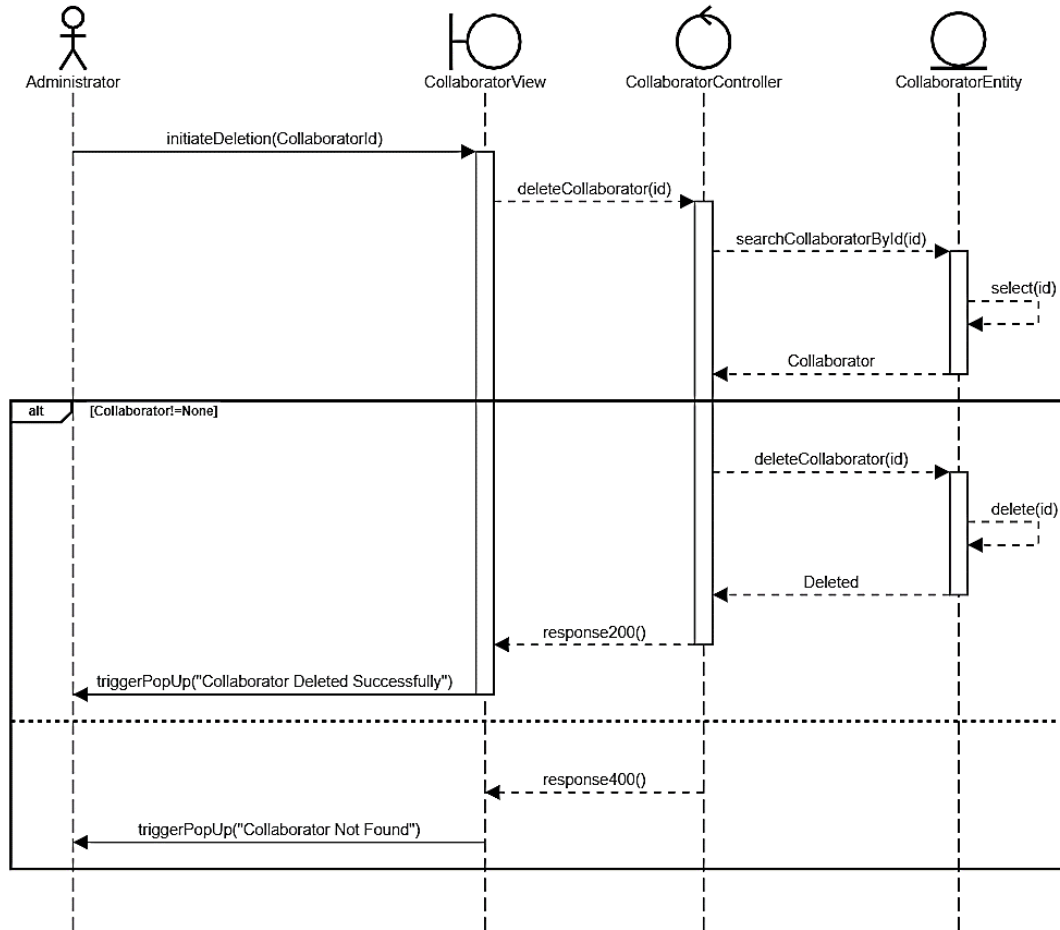 Administrator
CollaboratorView
CollaboratorController
CollaboratorEntity
initiateDeletion(CollaboratorId)
deleteCollaborator(id)
searchCollaboratorById(id)
select(id)
Collaborator
alt
[Collaborator!=None]
deleteCollaborator(id)
delete(id)
Deleted
response200()
triggerPopUp("Collaborator Deleted Successfully")
response400()
triggerPopUp("Collaborator Not Found")